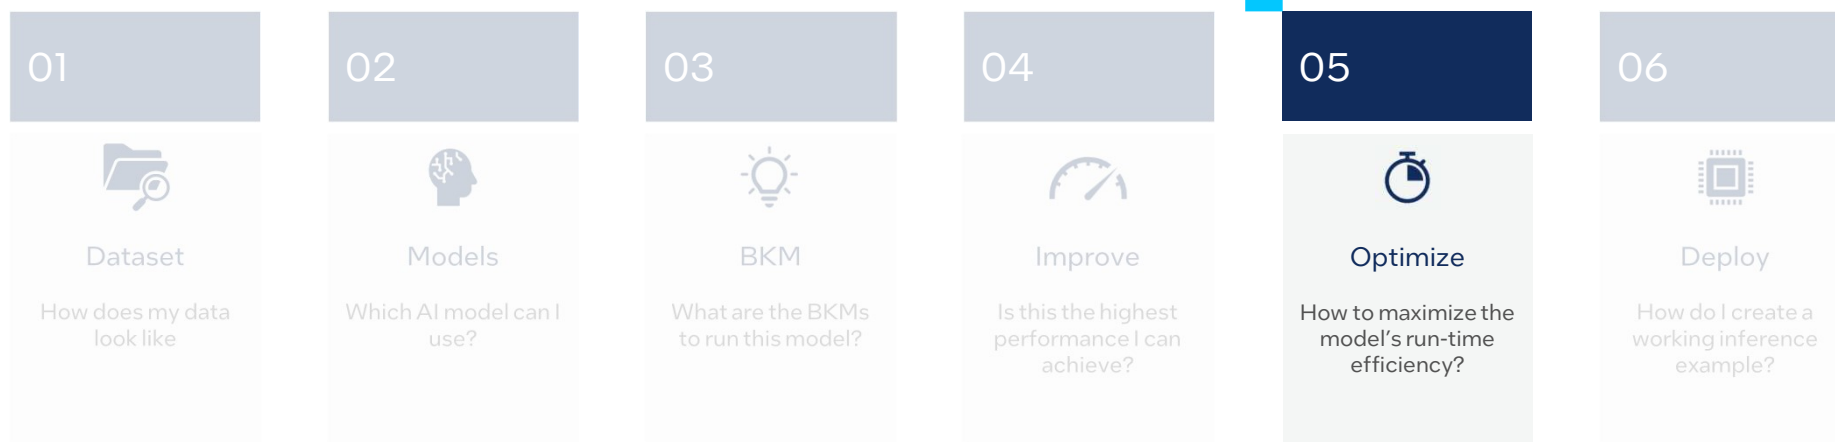 01
Dataset
How does my data
look like
02
Models
Which AI model can I
use?
03
BKM
What are the BKMs
to run this model?
04
Improve
Is this the highest
performance I can
achieve?
05
Optimize
How to maximize the
model's run-time
efficiency?
06
Deploy
How do I create a
working inference
example?